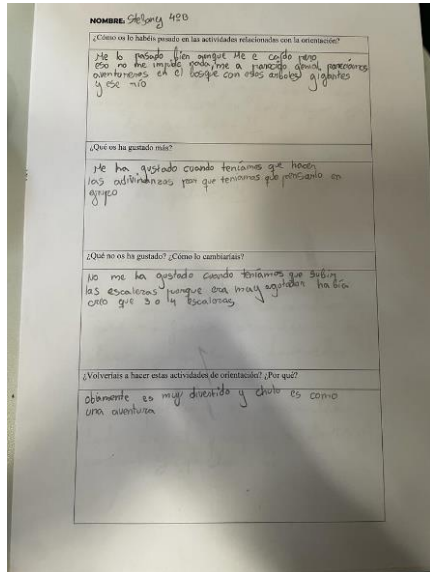 NOMBRE: Stefany 4ºB
¿Cómo os lo habéis pasado en las actividades relacionadas con la orientación?
Me lo pasado bien aunque Me e caído pero
eso no me impide nada, me a parecido genial, pareciamos
aventureros en el bosque con esos arboles gigantes
y ese río
¿Qué os ha gustado más?
Me ha gustado cuando teníamos que hacer
las adivinanzas por que teniamos que pensarlo en
grupo
¿Qué no os ha gustado? ¿Cómo lo cambiaríais?
No me ha gustado cuando teníamos que subir
las escaleras porque era muy agotador había
creo que 3 o 4 escaleras
¿Volveríais a hacer estas actividades de orientación? ¿Por qué?
obiamente es muy divertido y chulo es como
una aventura